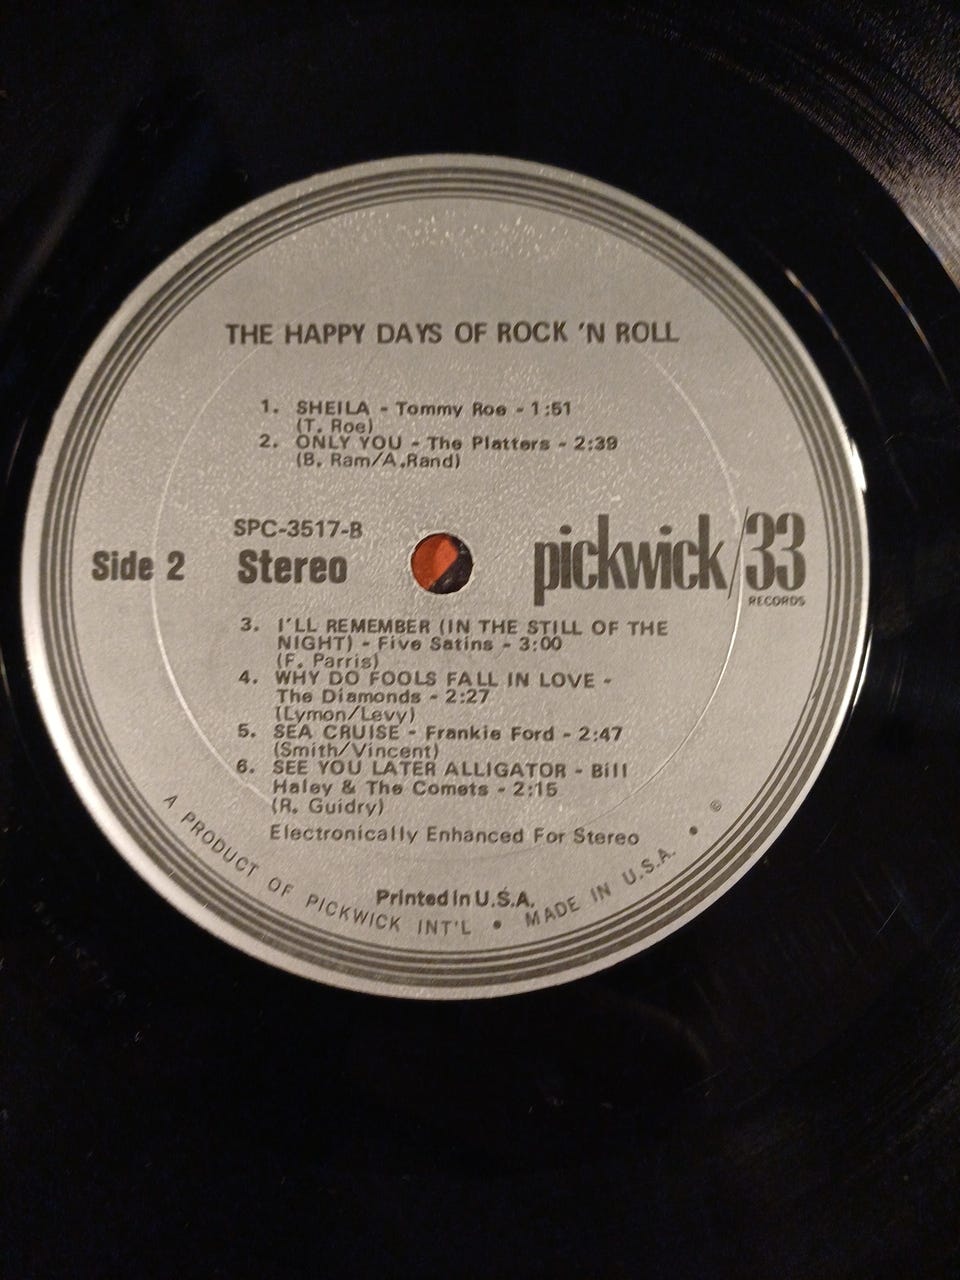 THE HAPPY DAYS OF ROCK 'N ROLL
1. SHEILA - Tommy Roe - 1:51
(T. Roe)
2. ONLY YOU - The Platters - 2:39
(B. Ram/A.Rand)
SPC-3517-B
Side 2 Stereo
pickwick/33
RECORDS
3. I'LL REMEMBER (IN THE STILL OF THE
NIGHT) - Five Satins - 3:00
(F. Parris)
4. WHY DO FOOLS FALL IN LOVE -
The Diamonds - 2:27
(Lymon/Levy)
5. SEA CRUISE - Frankie Ford - 2:47
(Smith/Vincent)
6. SEE YOU LATER ALLIGATOR - Bill
Haley & The Comets - 2:15
(R. Guidry)
Electronically Enhanced For Stereo
Printed in U.S.A.
A PRODUCT OF PICKWICK INT'L • MADE IN U.S.A. • ©